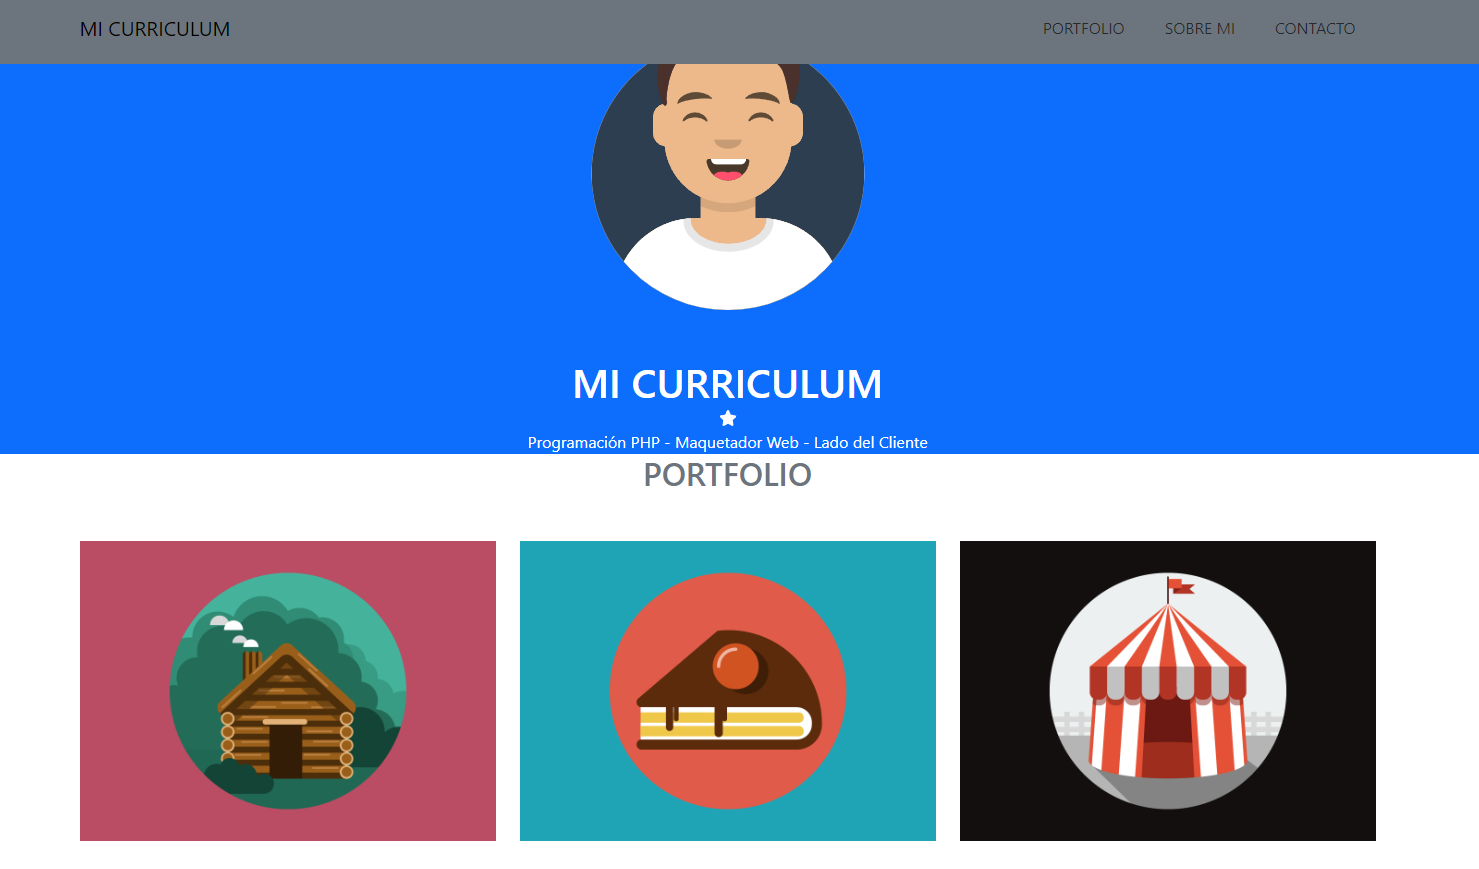 MI CURRICULUM
PORTFOLIO SOBRE MI CONTACTO
MI CURRICULUM
Programación PHP - Maquetador Web - Lado del Cliente
PORTFOLIO